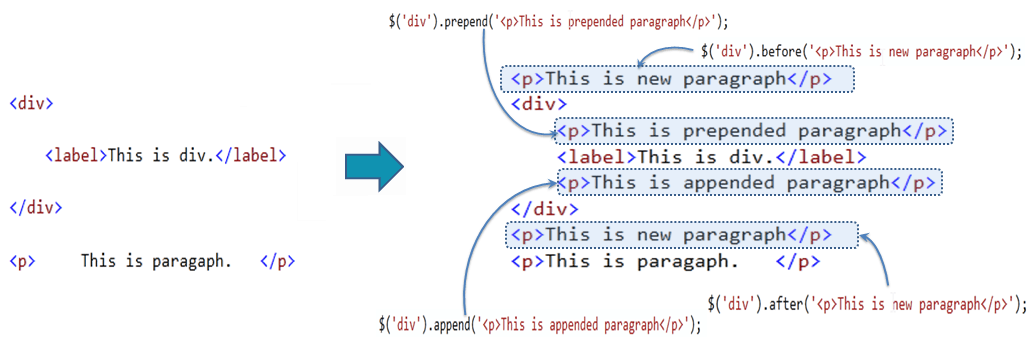 $('div').prepend('<p>This is prepended paragraph</p>');
$('div').before('<p>This is new paragraph</p>');
<div>
<label>This is div.</label>
</div>
<p> This is paragaph. </p>
<p>This is new paragraph</p>
<div>
<p>This is prepended paragraph</p>
<label>This is div.</label>
<p>This is appended paragraph</p>
</div>
<p>This is new paragraph</p>
<p>This is paragaph. </p>
$('div').append('<p>This is appended paragraph</p>');
$('div').after('<p>This is new paragraph</p>');